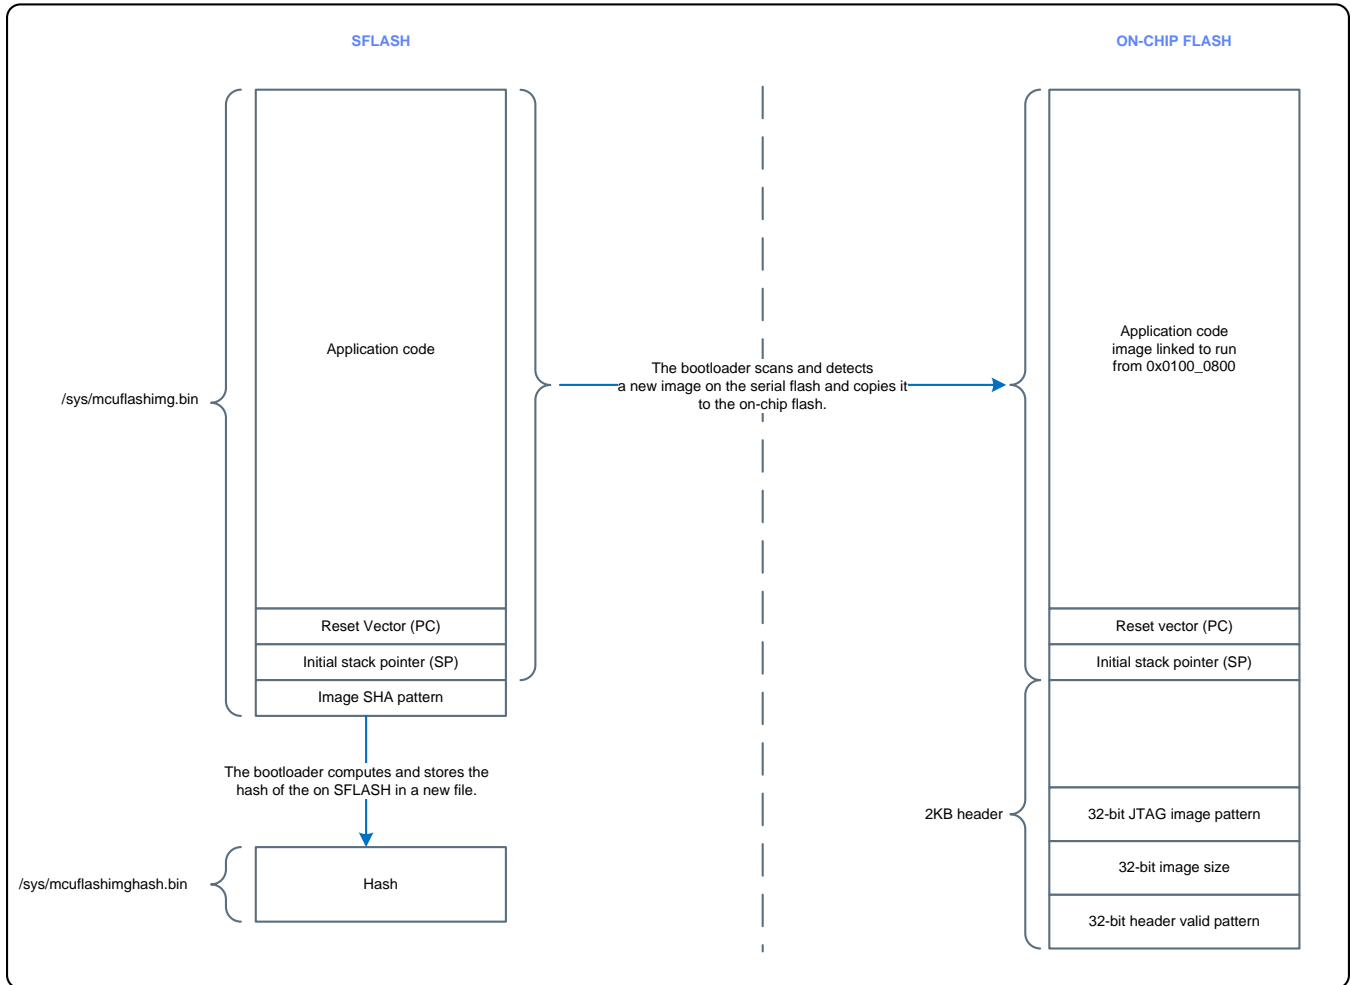 SFLASH
ON-CHIP FLASH
Application code
/sys/mcuflashimg.bin
The bootloader scans and detects
a new image on the serial flash and copies it
to the on-chip flash.
Application code
image linked to run
from 0x0100_0800
Reset Vector (PC)
Initial stack pointer (SP)
Image SHA pattern
Reset vector (PC)
Initial stack pointer (SP)
The bootloader computes and stores the
hash of the on SFLASH in a new file.
2KB header
32-bit JTAG image pattern
32-bit image size
32-bit header valid pattern
/sys/mcuflashimghash.bin
Hash